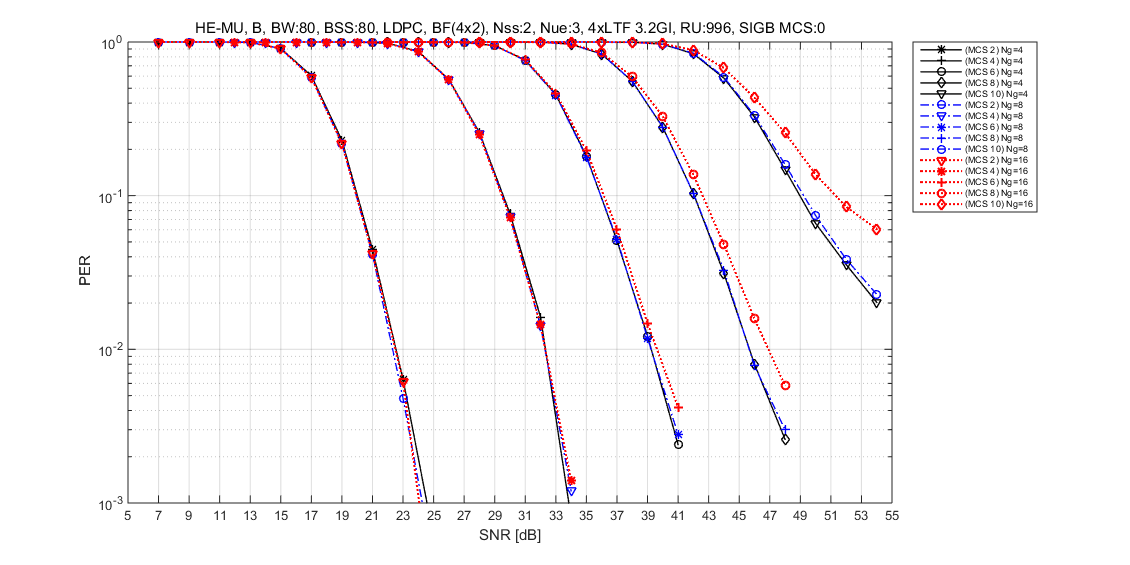 HE-MU, B, BW:80, BSS:80, LDPC, BF(4x2), Nss:2, Nue:3, 4xLTF 3.2GI, RU:996, SIGB MCS:0
10^0
10^-1
10^-2
10^-3
PER
5 7 9 11 13 15 17 19 21 23 25 27 29 31 33 35 37 39 41 43 45 47 49 51 53 55
SNR [dB]
(MCS 2) Ng=4
(MCS 4) Ng=4
(MCS 6) Ng=4
(MCS 8) Ng=4
(MCS 10) Ng=4
(MCS 2) Ng=8
(MCS 4) Ng=8
(MCS 6) Ng=8
(MCS 8) Ng=8
(MCS 10) Ng=8
(MCS 2) Ng=16
(MCS 4) Ng=16
(MCS 6) Ng=16
(MCS 8) Ng=16
(MCS 10) Ng=16